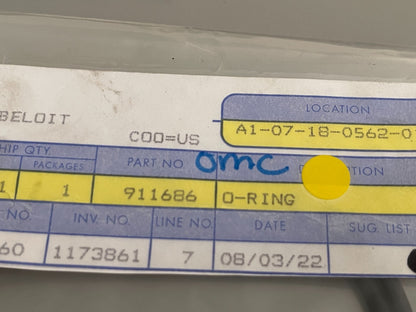 LOCATION
BELOIT COO=US A1-07-18-0562-0
HIP QTY
PACKAGES PART NO omc
1 1 911686 O-RING
NO. INV. NO. LINE NO. DATE SUG. LIST
60 1173861 7 08/03/22